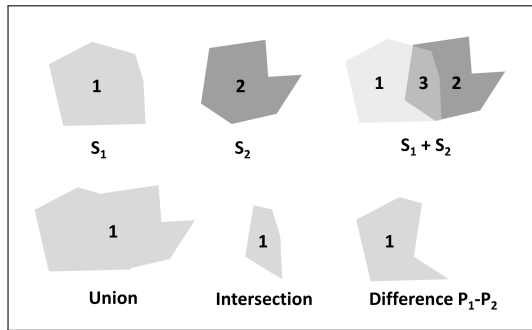 1
2
1 3 2
S₁
S₂
S₁ + S₂
1
1
1
Union
Intersection
Difference P₁-P₂